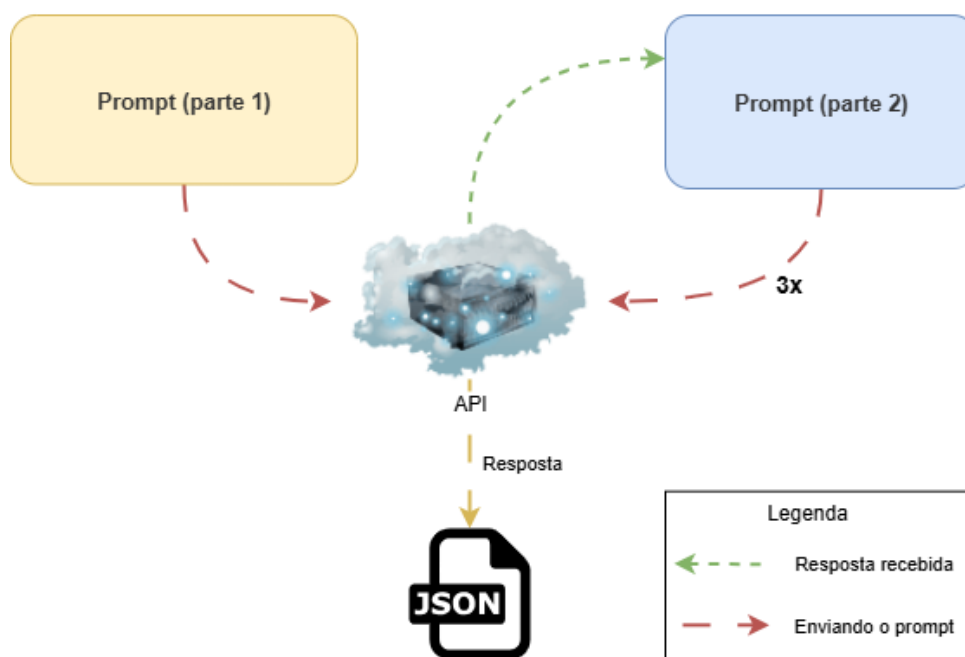 Prompt (parte 1)
Prompt (parte 2)
3x
API
Resposta
JSON
Legenda
Resposta recebida
Enviando o prompt